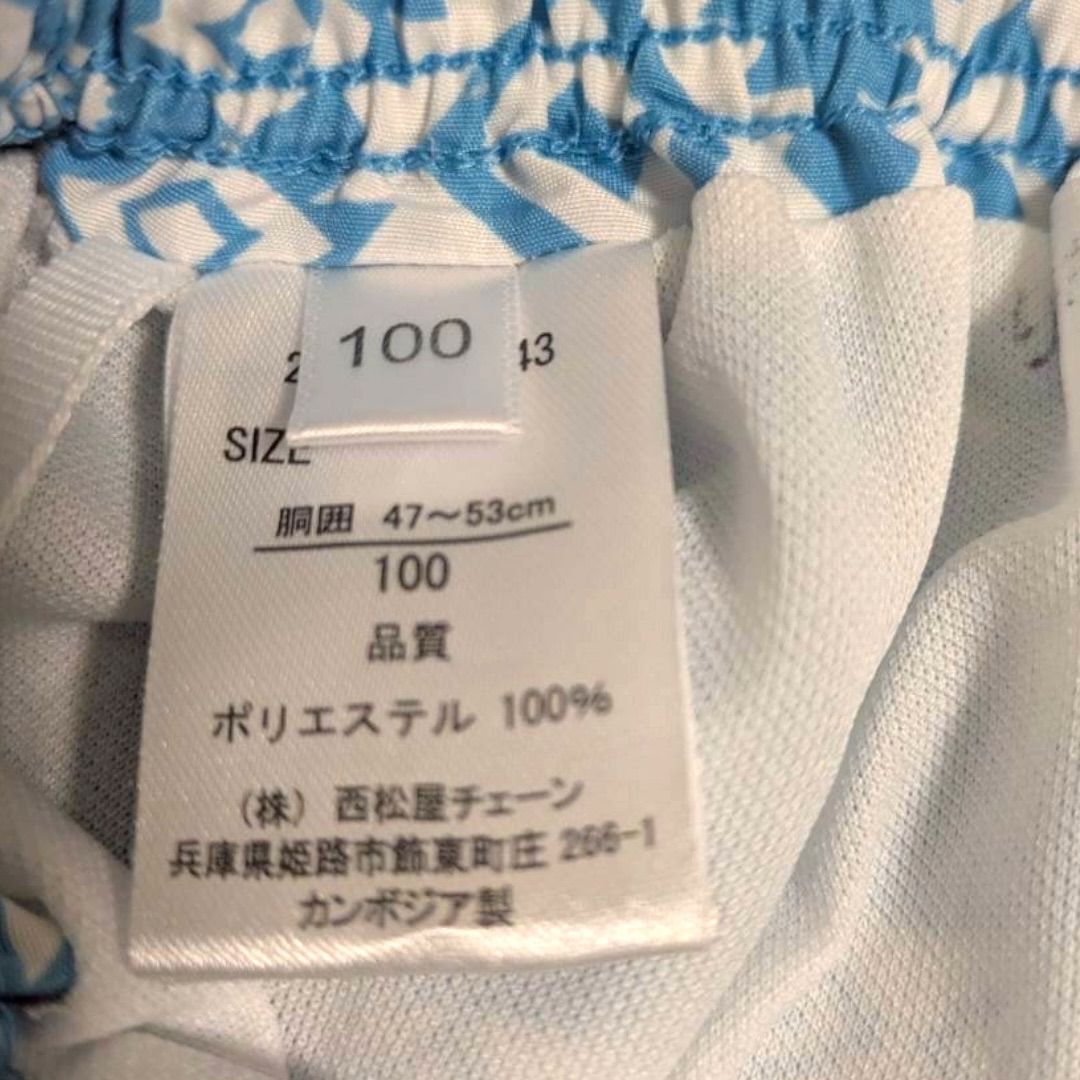 100
43
SIZE
胴囲 47～53cm
100
品質
ポリエステル 100%
(株) 西松屋チェーン
兵庫県姫路市飾東町庄 266-1
カンボジア製